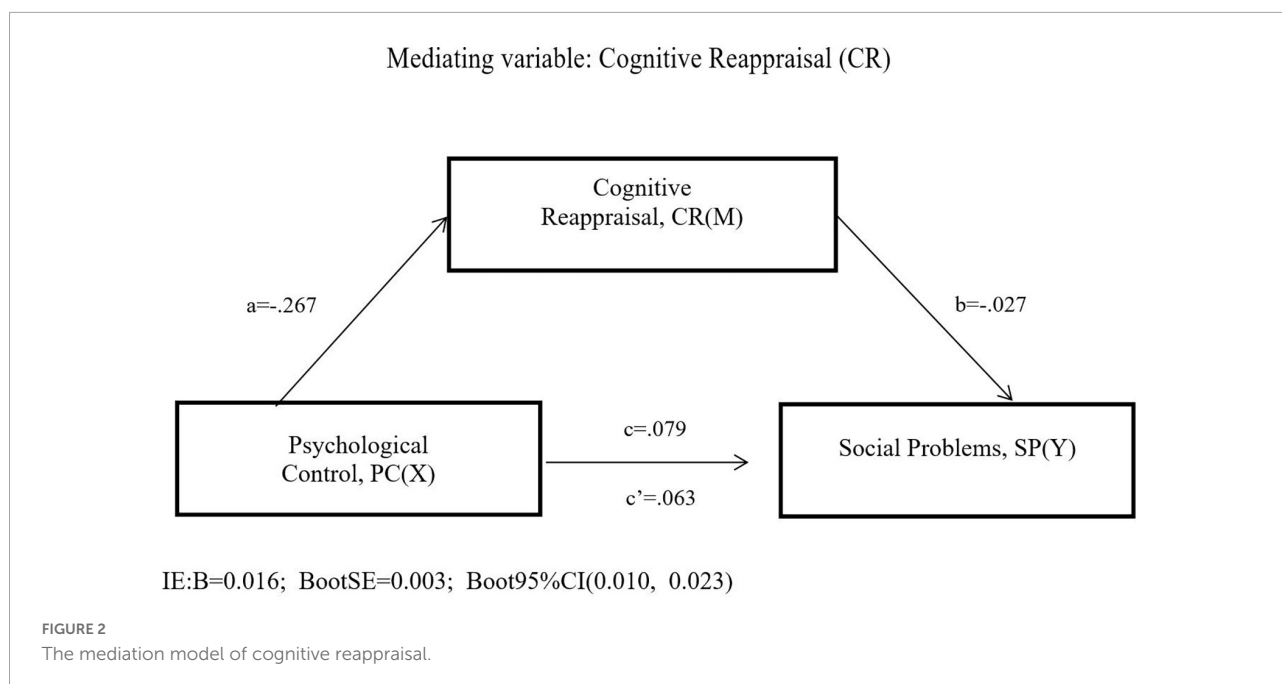 Mediating variable: Cognitive Reappraisal (CR)
Cognitive
Reappraisal, CR(M)
a=-.267
b=-.027
Psychological
Control, PC(X)
c=.079
c’=.063
Social Problems, SP(Y)
IE:B=0.016; BootSE=0.003; Boot95%CI(0.010, 0.023)
FIGURE 2
The mediation model of cognitive reappraisal.